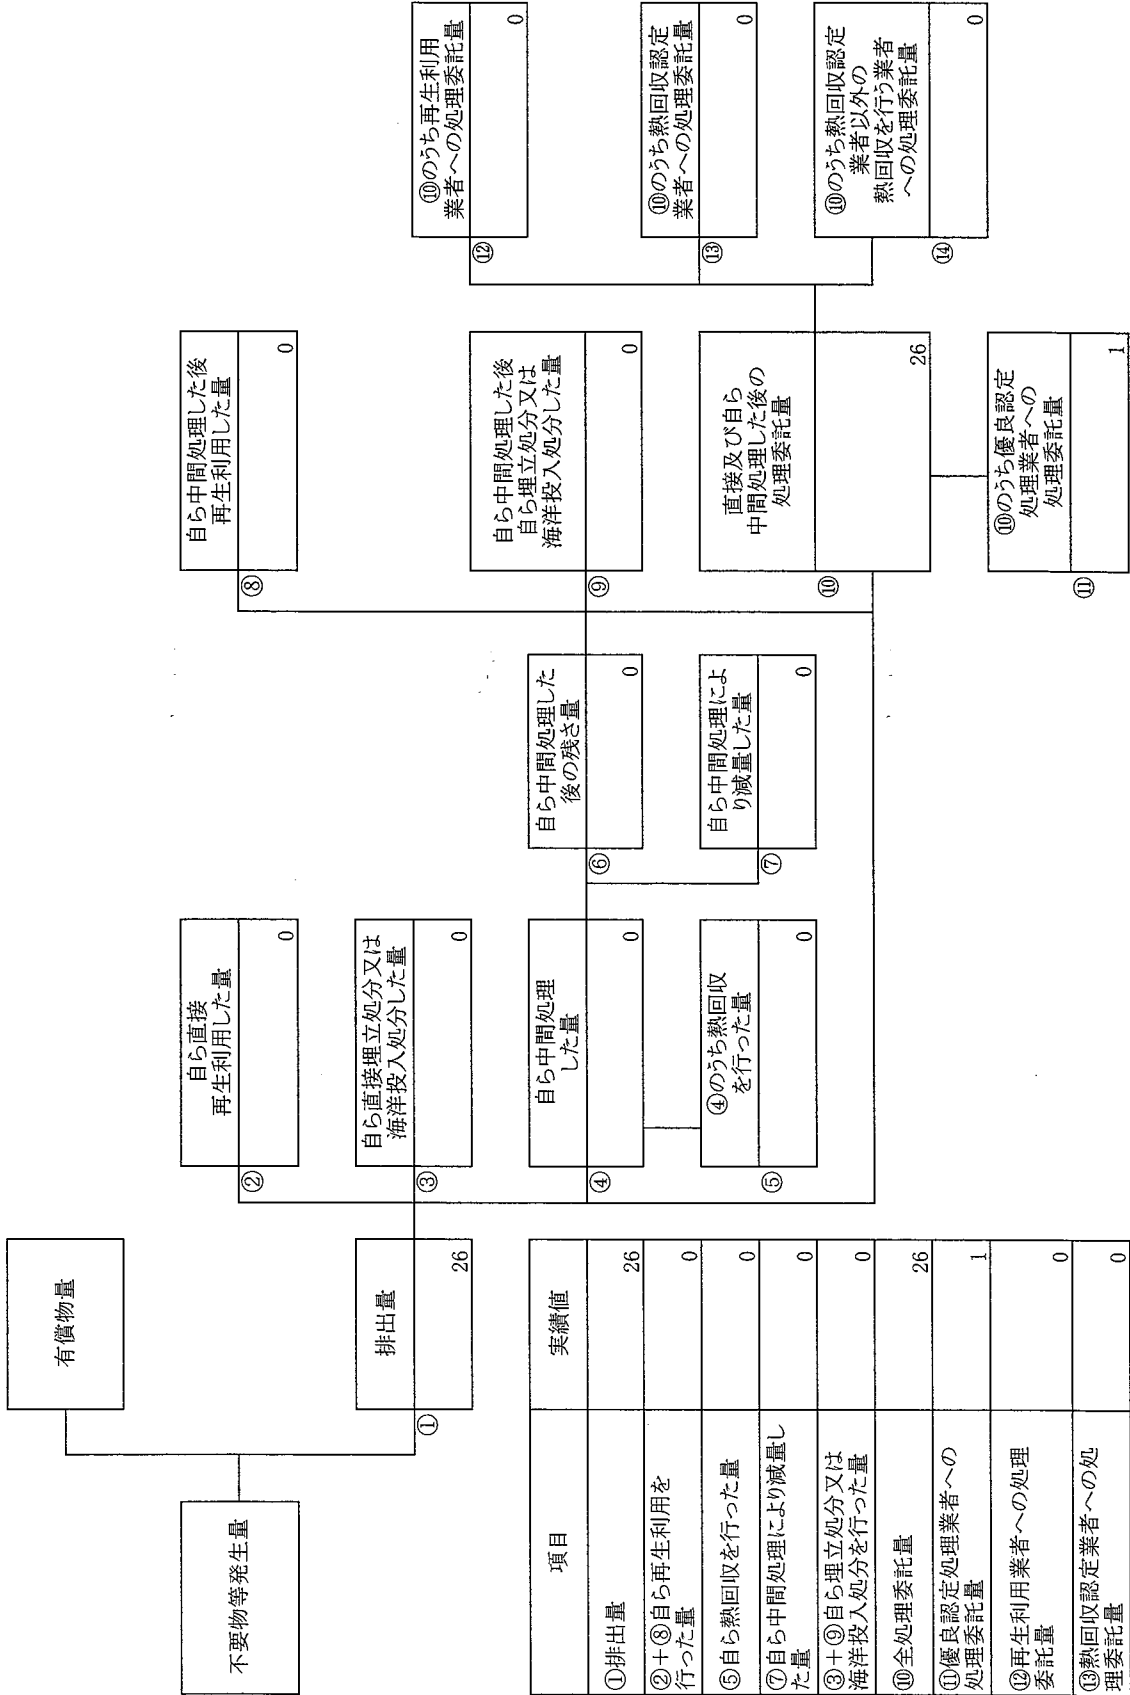 不要物等発生量
有償物量
排出量
①
26
自ら直接
再生利用した量
②
0
自ら直接埋立処分又は
海洋投入処分した量
③
0
自ら中間処理
した量
④
0
④のうち熱回収
を行った量
⑤
0
自ら中間処理した
後の残さ量
⑥
0
自ら中間処理によ
り減量した量
⑦
0
自ら中間処理した後
再生利用した量
⑧
0
自ら中間処理した後
自ら埋立処分又は
海洋投入処分した量
⑨
0
直接及び自ら
中間処理した後の
処理委託量
⑩
26
⑩のうち優良認定
処理業者への
処理委託量
⑪
1
⑩のうち再生利用
業者への処理委託量
⑫
0
⑩のうち熱回収認定
業者への処理委託量
⑬
0
⑩のうち熱回収認定
業者以外の
熱回収を行う業者
への処理委託量
⑭
0
項目 実績値
①排出量 26
②+⑧自ら再生利用を
行った量 0
⑤自ら熱回収を行った量 0
⑦自ら中間処理により減量し
た量 0
③+⑨自ら埋立処分又は
海洋投入処分を行った量 0
⑩全処理委託量 26
⑪優良認定処理業者への
処理委託量 1
⑫再生利用業者への処理
委託量 0
⑬熱回収認定業者への処
理委託量 0